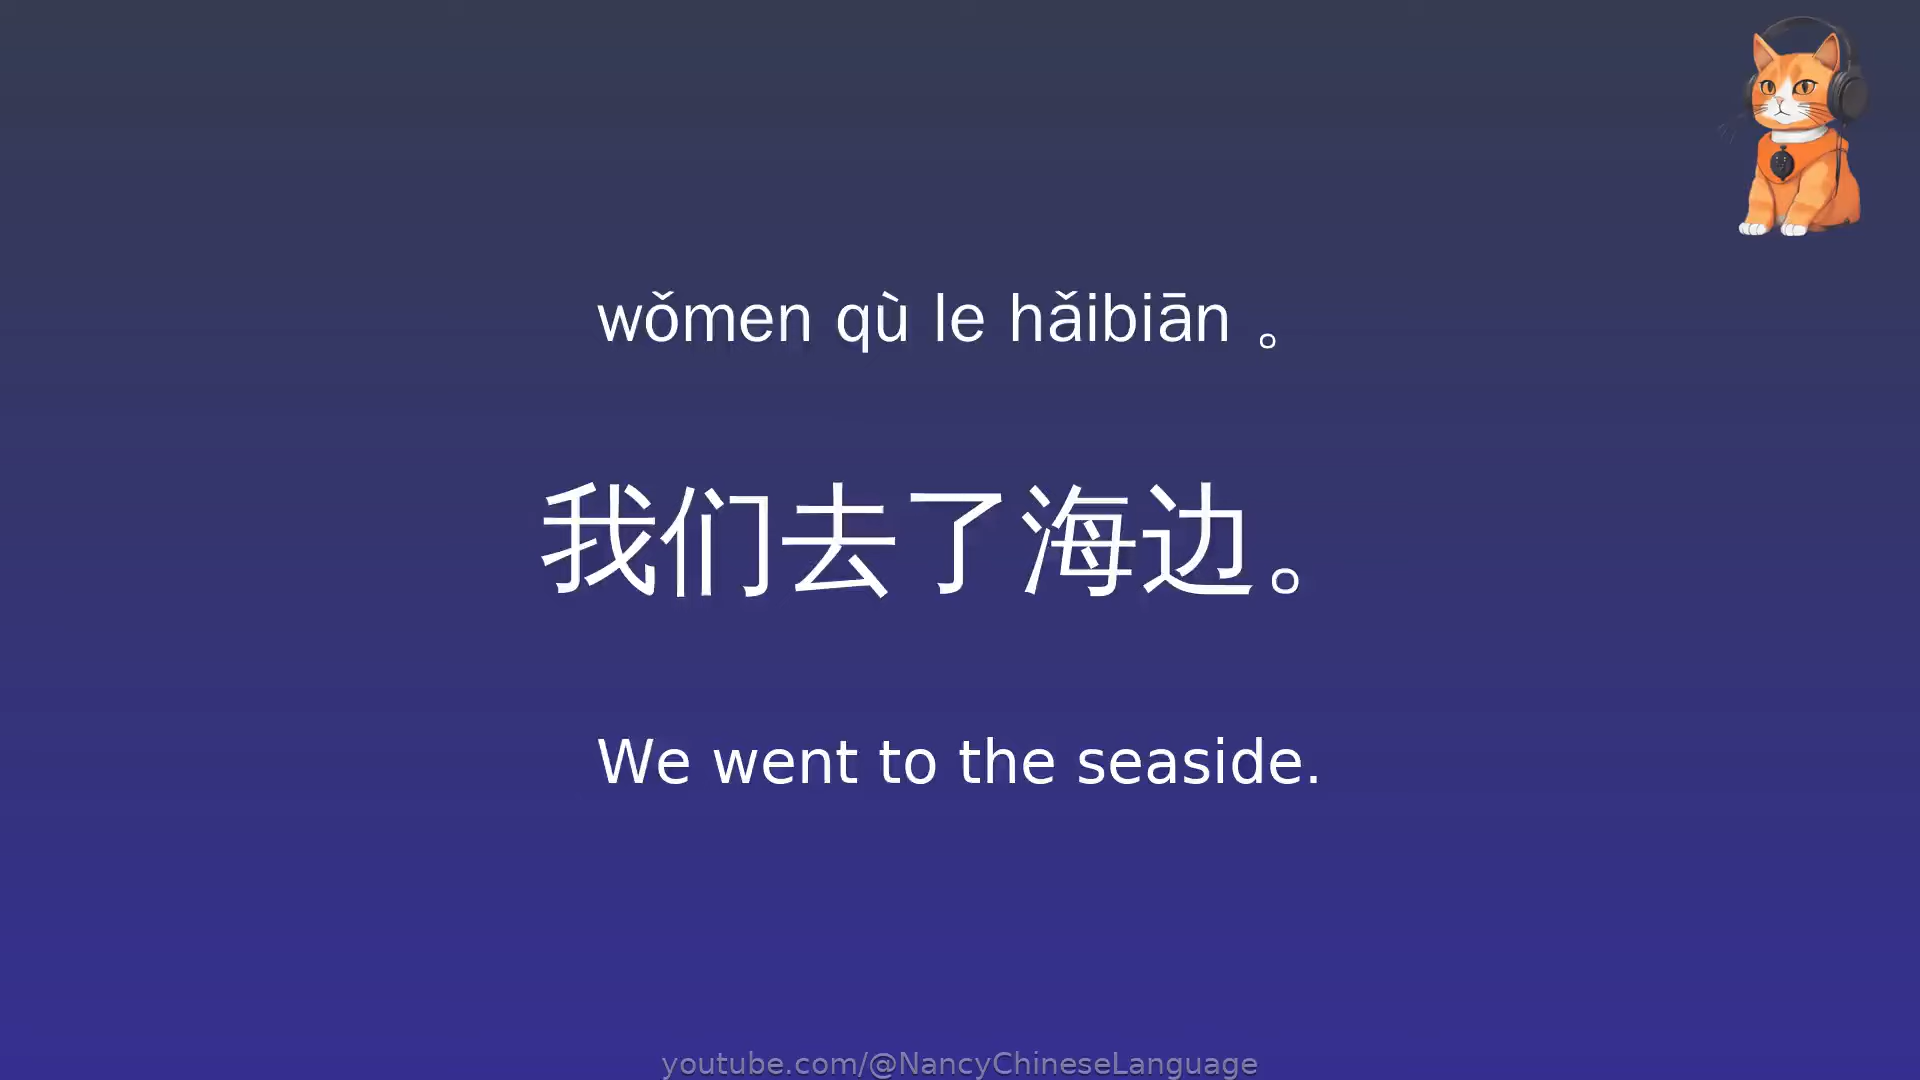 wǒmen qù le hǎibiān 。
我们去了海边。
We went to the seaside.
youtube.com/@NancyChineseLanguage